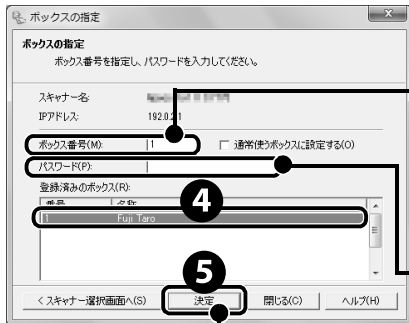 ボックスの指定
ボックスの指定
ボックス番号を指定し、パスワードを入力してください。
スキャナー名:
IPアドレス: 192.0.2.1
ボックス番号(M): 1 通常使うボックスに設定する(O)
パスワード(P):
登録済みのボックス(R):
番号 名称
4
1 Fuji Taro
5
< スキャナー選択画面へ(S) 決定 閉じる(C) ヘルプ(H)